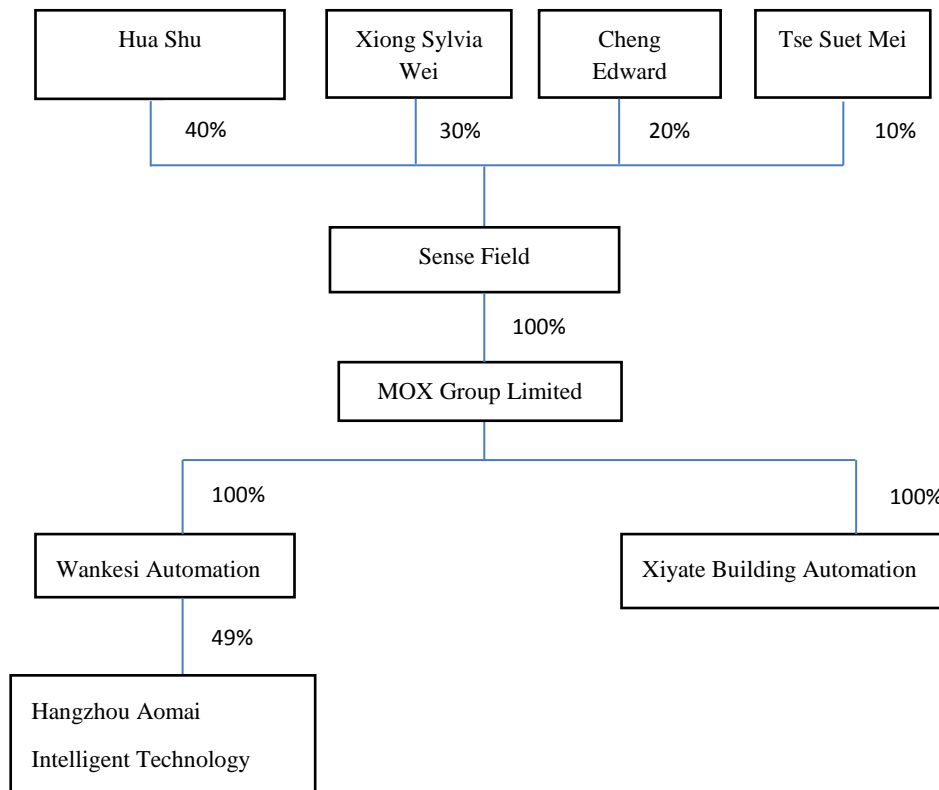 Hua Shu
Xiong Sylvia
Wei
Cheng
Edward
Tse Suet Mei
40%
30%
20%
10%
Sense Field
100%
MOX Group Limited
100%
100%
Wankesi Automation
Xiyate Building Automation
49%
Hangzhou Aomai
Intelligent Technology